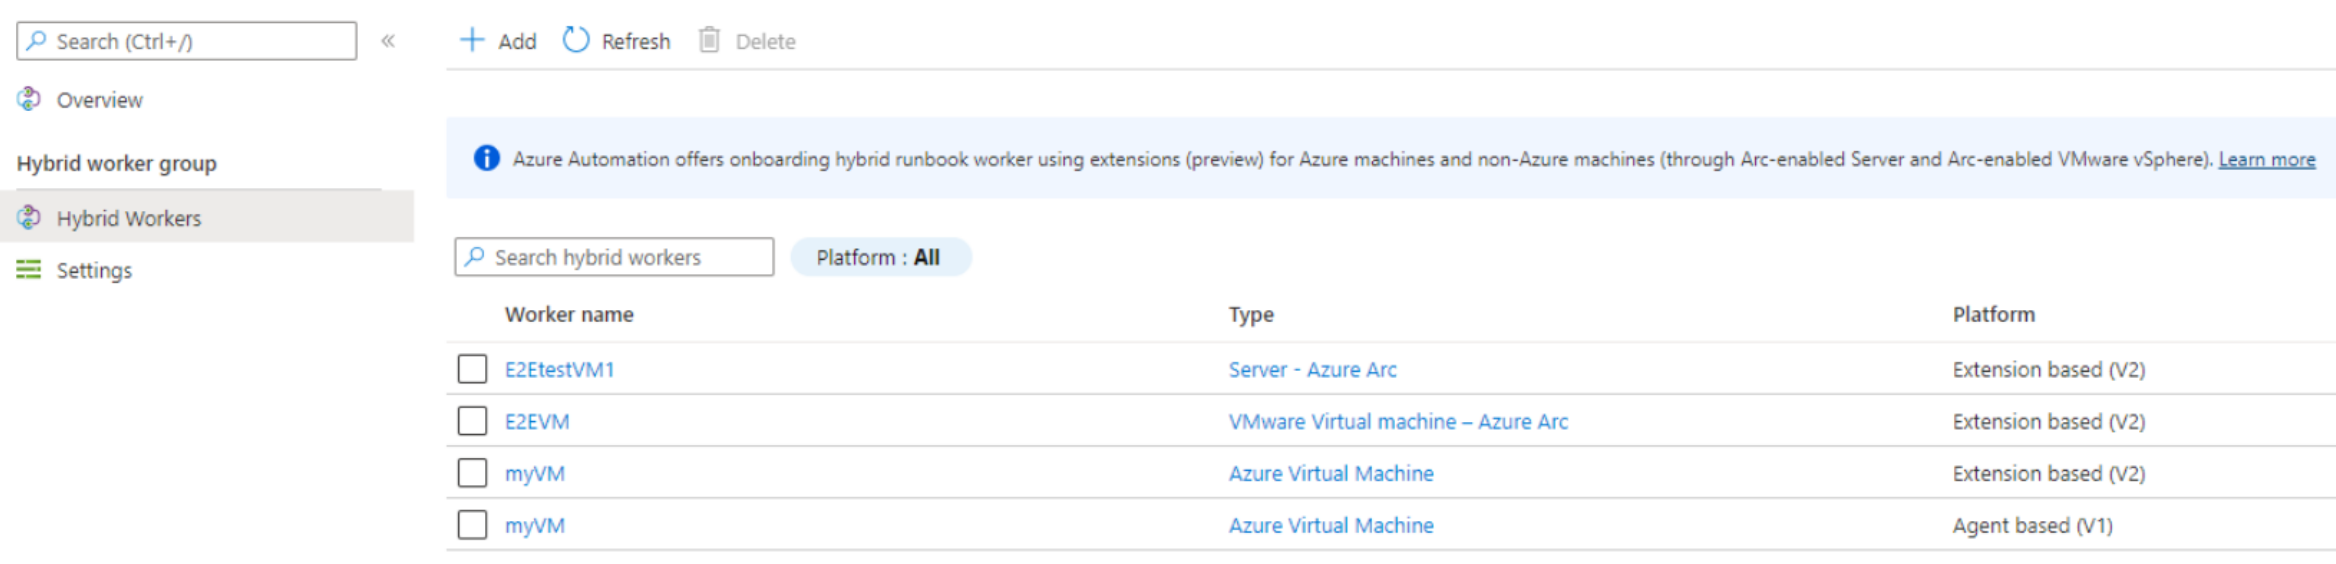 Search (Ctrl+/)
«
Add Refresh Delete
Overview
Hybrid worker group
Hybrid Workers
Settings
Azure Automation offers onboarding hybrid runbook worker using extensions (preview) for Azure machines and non-Azure machines (through Arc-enabled Server and Arc-enabled VMware vSphere). Learn more
Search hybrid workers Platform : All
Worker name Type Platform
E2EtestVM1 Server - Azure Arc Extension based (V2)
E2EVM VMware Virtual machine – Azure Arc Extension based (V2)
myVM Azure Virtual Machine Extension based (V2)
myVM Azure Virtual Machine Agent based (V1)